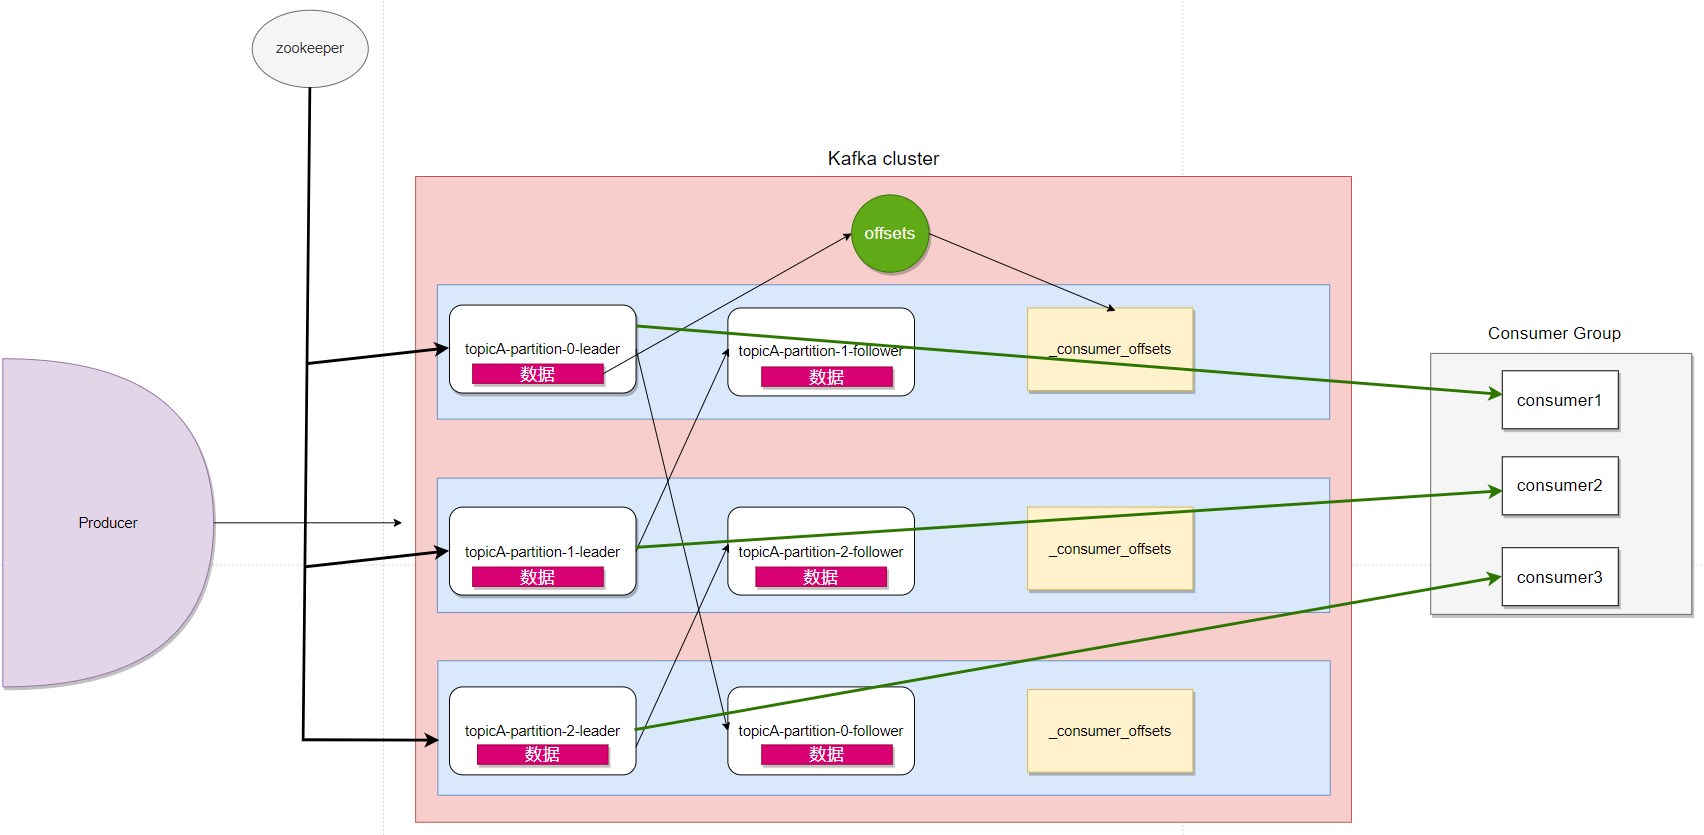 zookeeper
Kafka cluster
offsets
topicA-partition-0-leader
数据
topicA-partition-1-follower
数据
_consumer_offsets
Consumer Group
consumer1
consumer2
consumer3
Producer
topicA-partition-1-leader
数据
topicA-partition-2-follower
数据
_consumer_offsets
topicA-partition-2-leader
数据
topicA-partition-0-follower
数据
_consumer_offsets